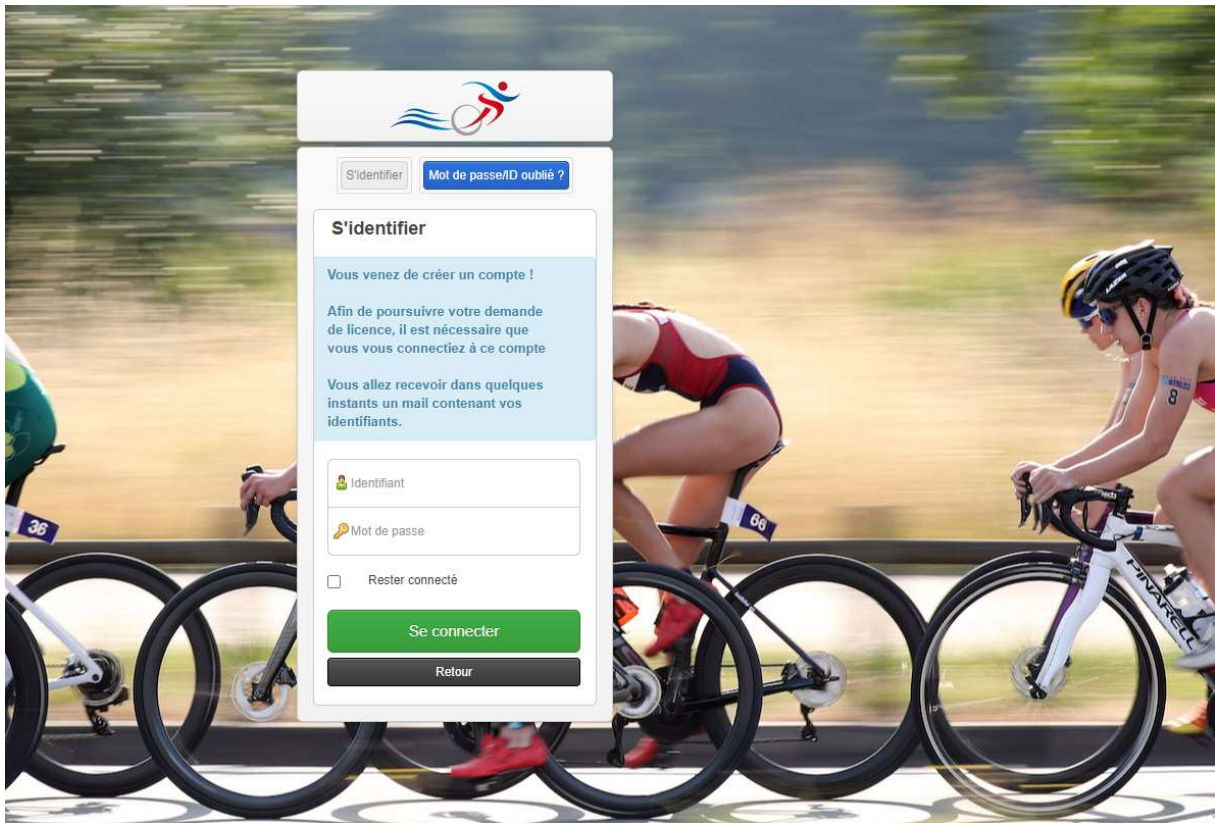 S'identifier
Mot de passe/ID oublié ?
S'identifier
Vous venez de créer un compte !
Afin de poursuivre votre demande
de licence, il est nécessaire que
vous vous connectiez à ce compte
Vous allez recevoir dans quelques
instants un mail contenant vos
identifiants.
Identifiant
Mot de passe
Rester connecté
Se connecter
Retour
36
66
LAZER
8
PINARELLO